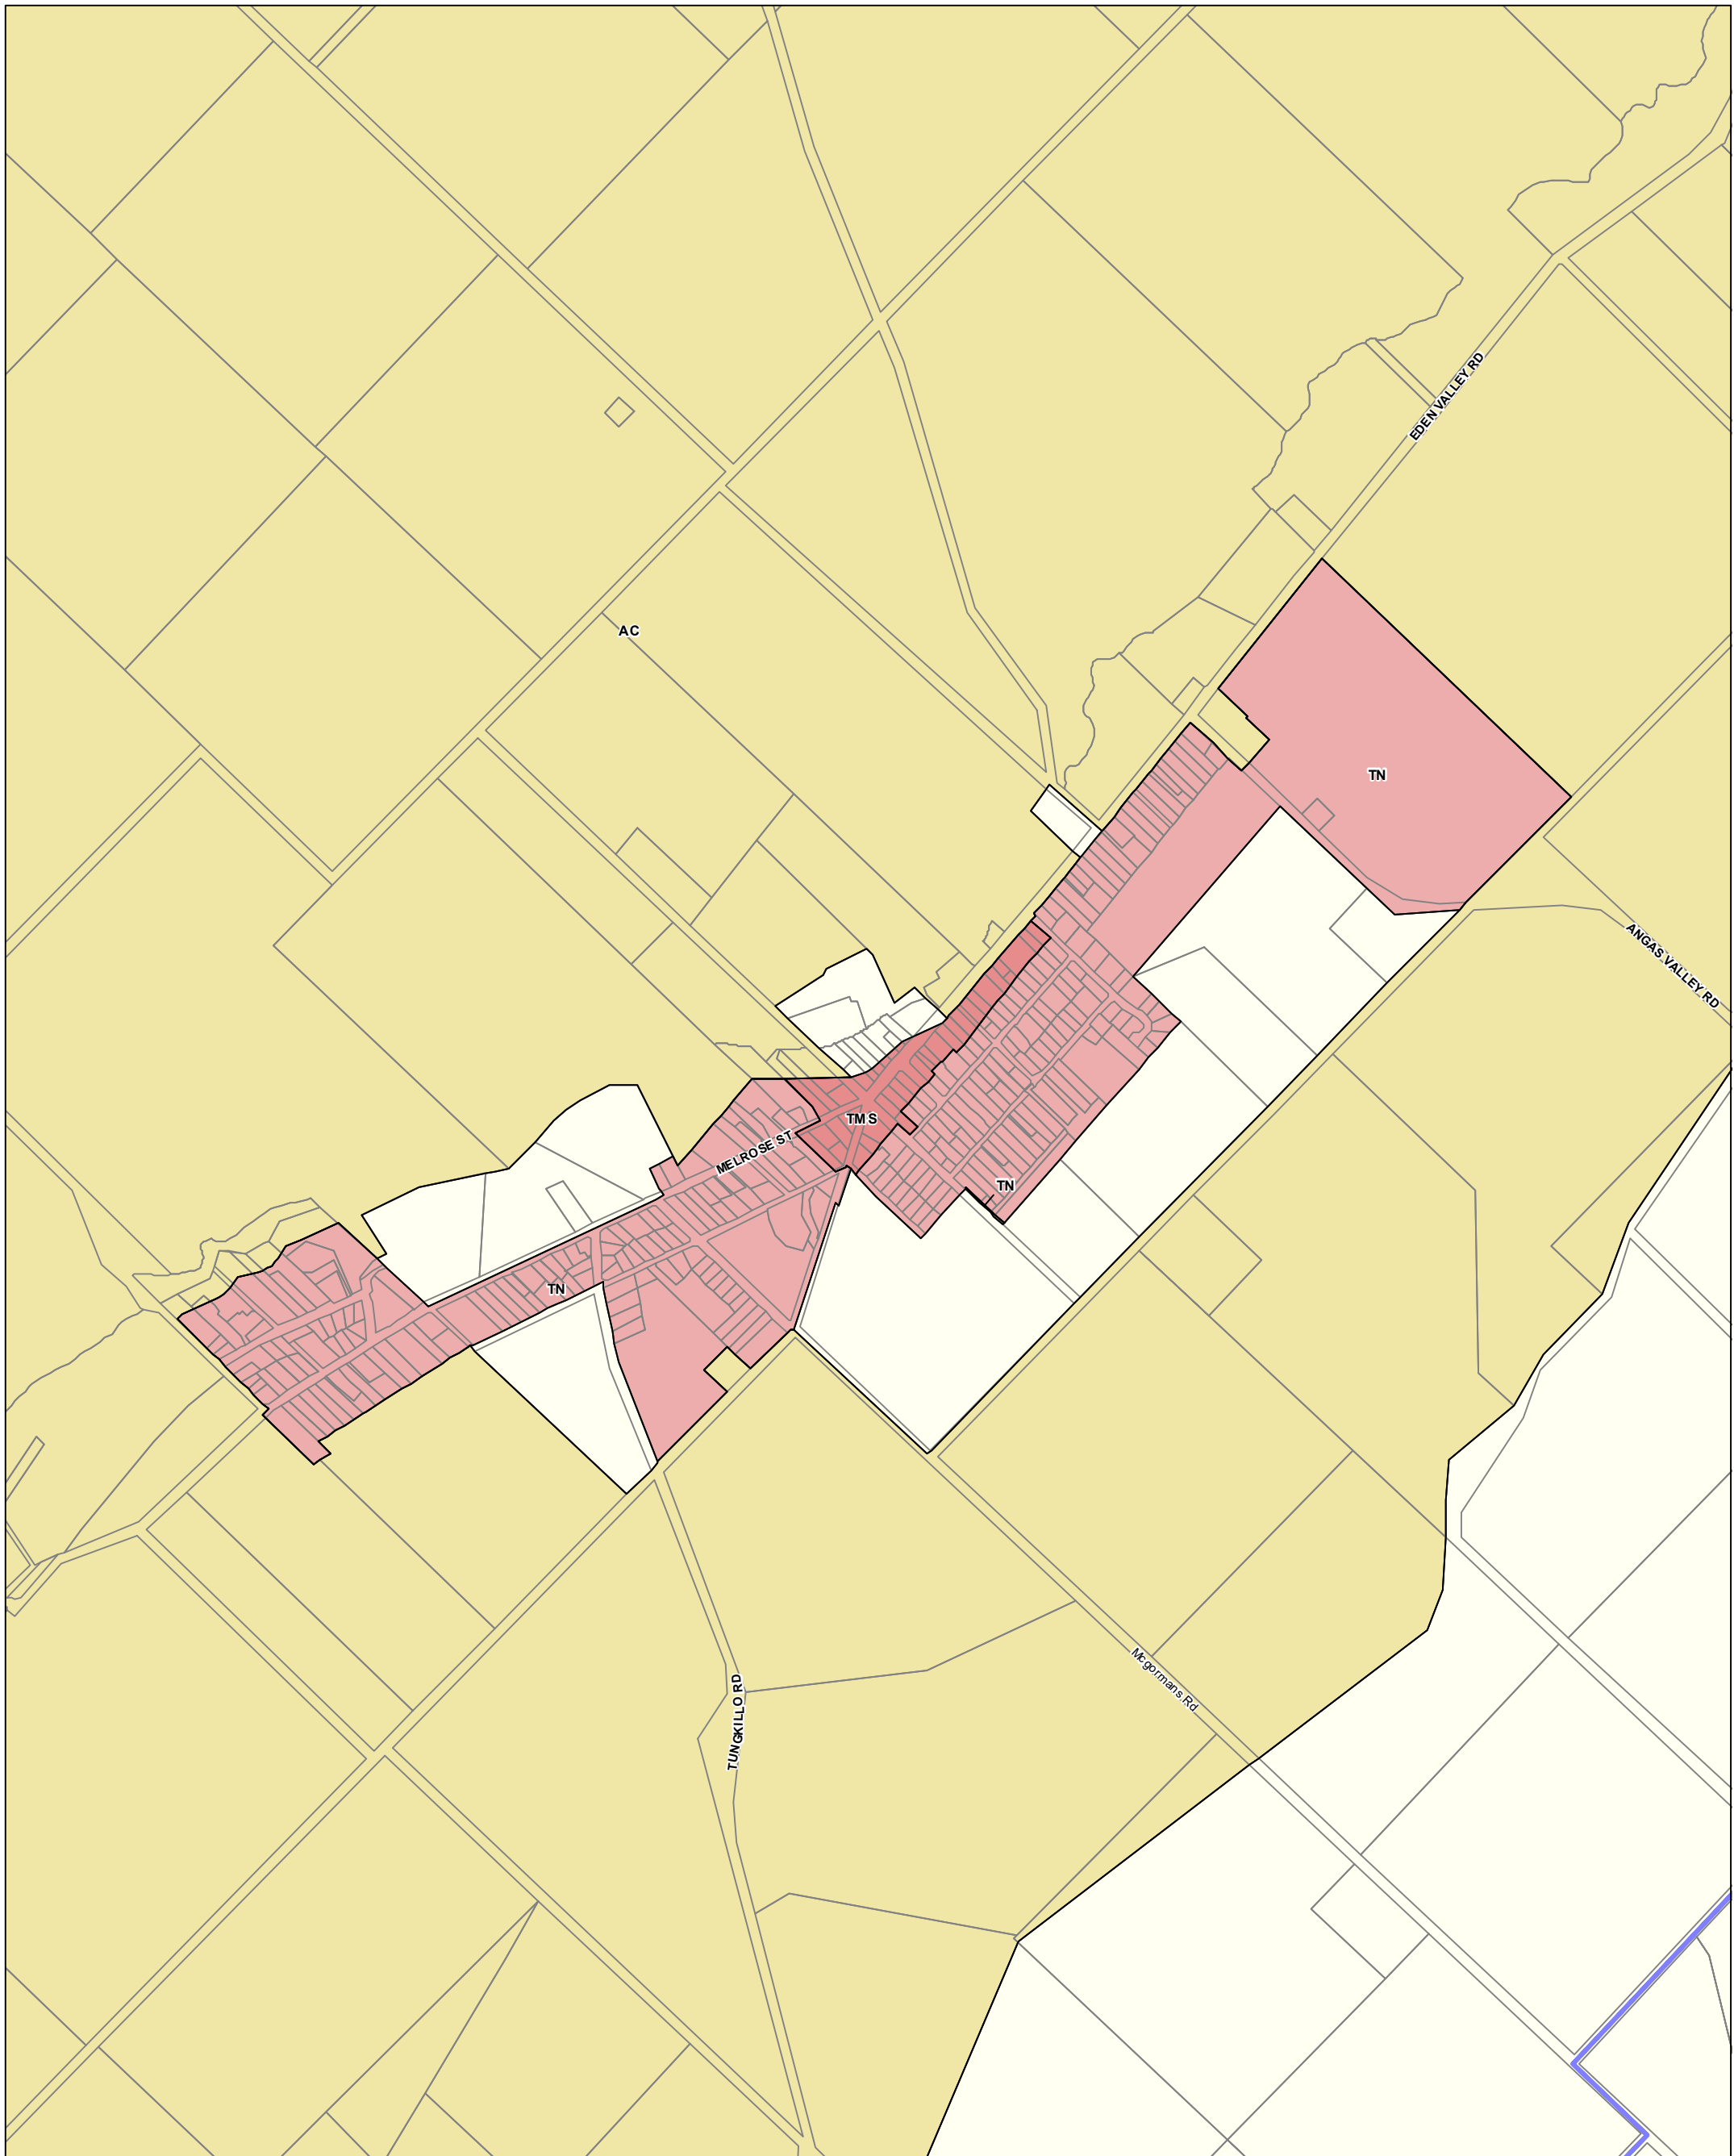 EDEN VALLEY RD
AC
TN
ANGAS VALLEY RD
TMS
MELROSE ST
TN
TN
Mcgormans Rd
TUNGKILLO RD